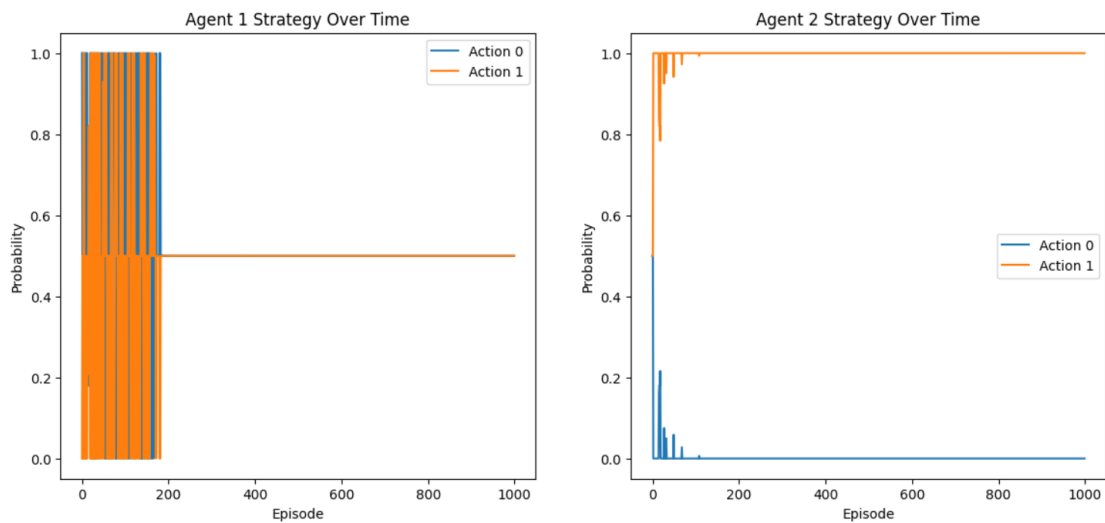 Agent 1 Strategy Over Time
Probability
1.0
0.8
0.6
0.4
0.2
0.0
0
200
400
600
800
1000
Episode
Action 0
Action 1
Agent 2 Strategy Over Time
Probability
1.0
0.8
0.6
0.4
0.2
0.0
0
200
400
600
800
1000
Episode
Action 0
Action 1